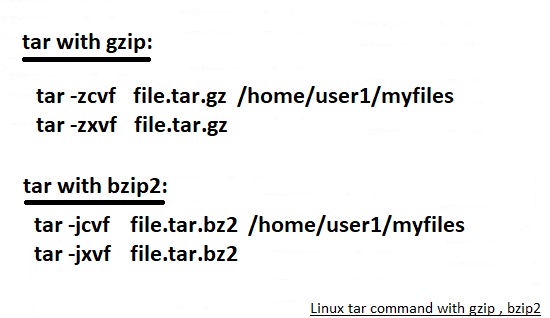 tar with gzip:
tar -zcvf file.tar.gz /home/user1/myfiles
tar -zxvf file.tar.gz
tar with bzip2:
tar -jcvf file.tar.bz2 /home/user1/myfiles
tar -jxvf file.tar.bz2
Linux tar command with gzip , bzip2